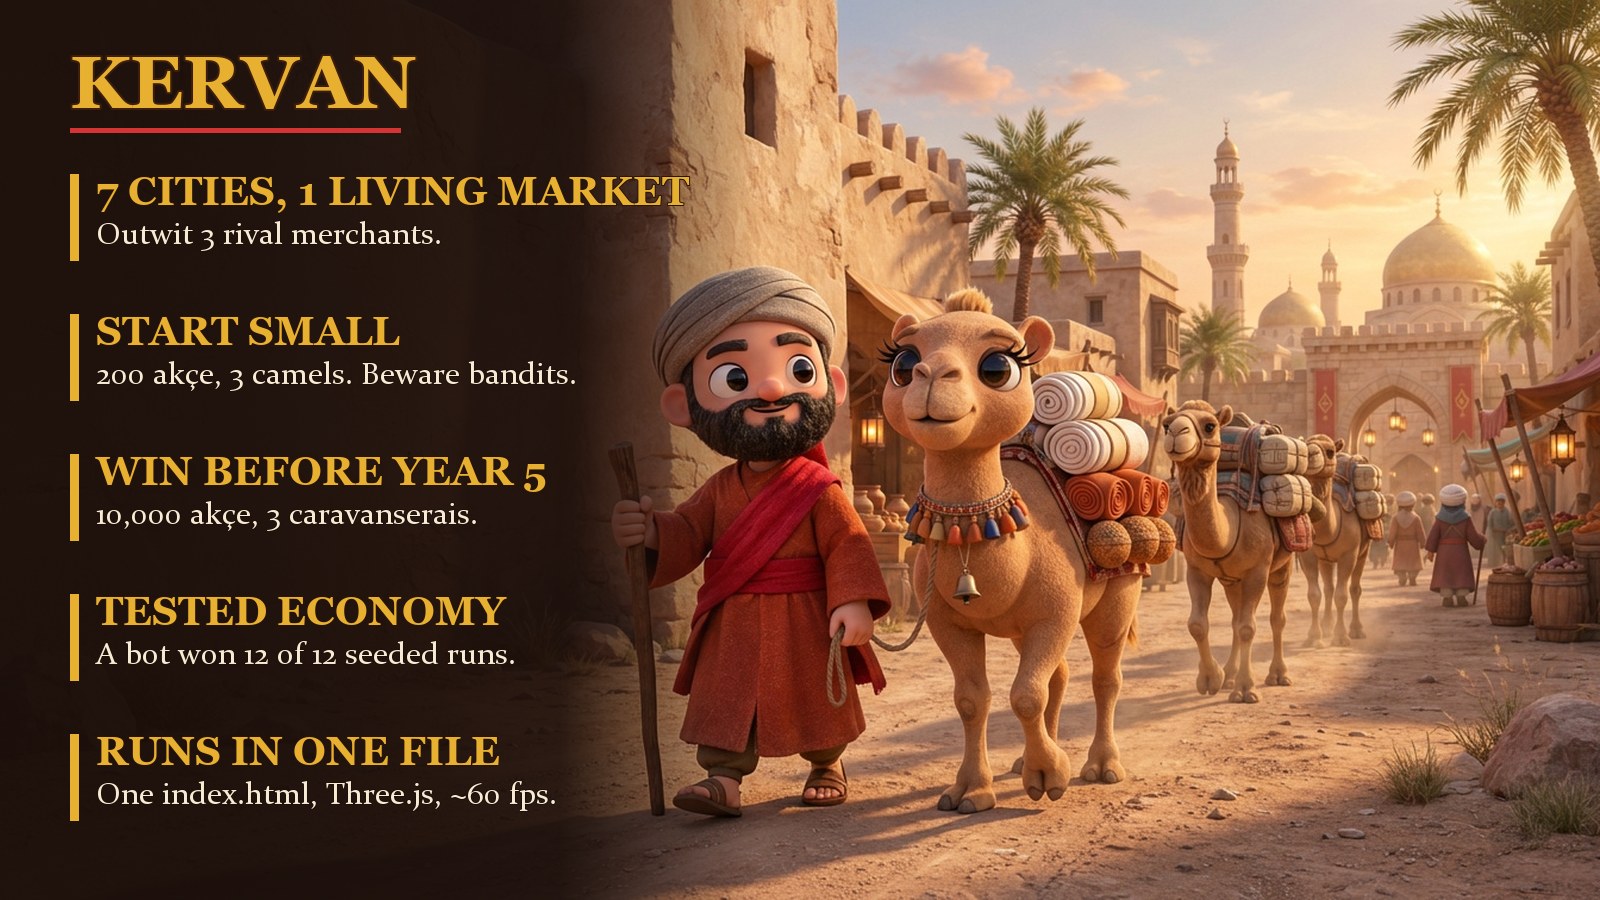 KERVAN
7 CITIES, 1 LIVING MARKET
Outwit 3 rival merchants.
START SMALL
200 akçe, 3 camels. Beware bandits.
WIN BEFORE YEAR 5
10,000 akçe, 3 caravanserais.
TESTED ECONOMY
A bot won 12 of 12 seeded runs.
RUNS IN ONE FILE
One index.html, Three.js, ~60 fps.